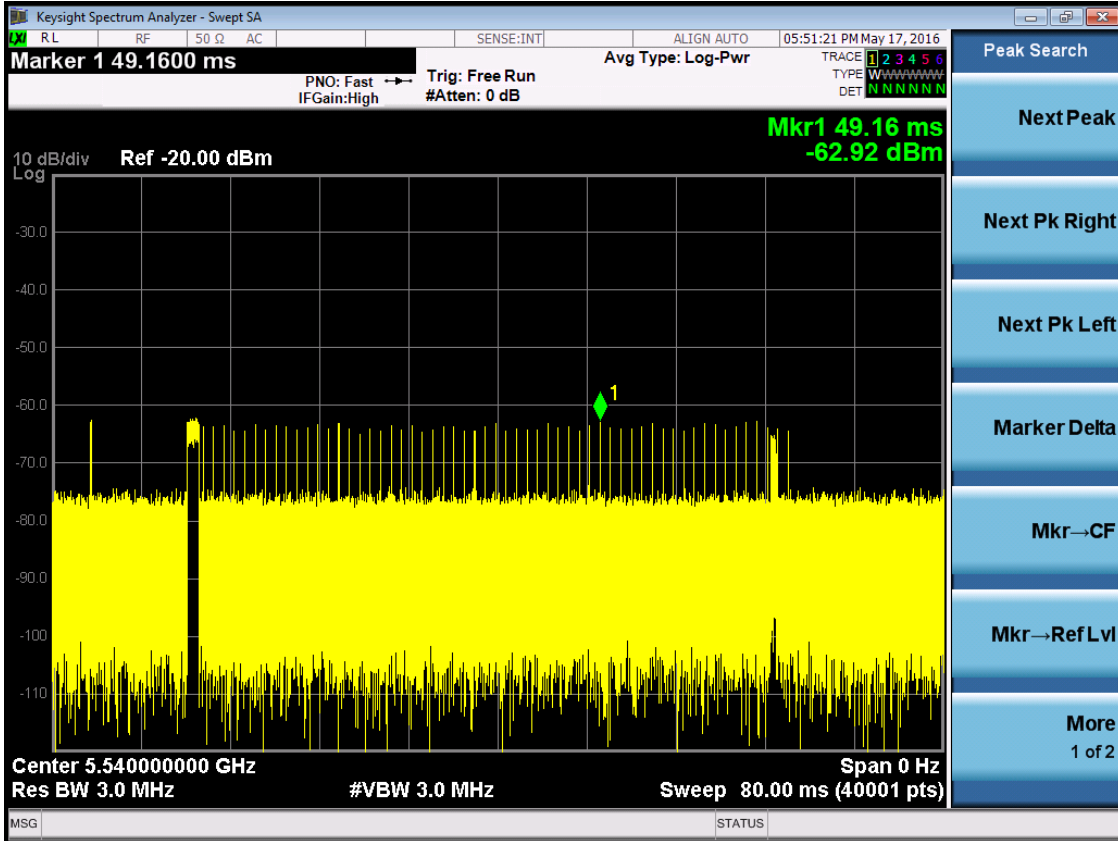 Keysight Spectrum Analyzer - Swept SA
LXI RL RF 50 Ω AC SENSE:INT ALIGN AUTO 05:51:21 PM May 17, 2016
Marker 1 49.1600 ms
PNO: Fast
IFGain:High
Trig: Free Run
#Atten: 0 dB
Avg Type: Log-Pwr
TRACE 1 2 3 4 5 6
TYPE WWWWWW
DET N N N N N N
Mkr1 49.16 ms
-62.92 dBm
10 dB/div
Log
Ref -20.00 dBm
-30.0
-40.0
-50.0
-60.0
-70.0
-80.0
-90.0
-100
-110
1
Center 5.540000000 GHz
Span 0 Hz
Res BW 3.0 MHz
#VBW 3.0 MHz
Sweep 80.00 ms (40001 pts)
MSG
STATUS
Peak Search
Next Peak
Next Pk Right
Next Pk Left
Marker Delta
Mkr→CF
Mkr→Ref Lvl
More
1 of 2